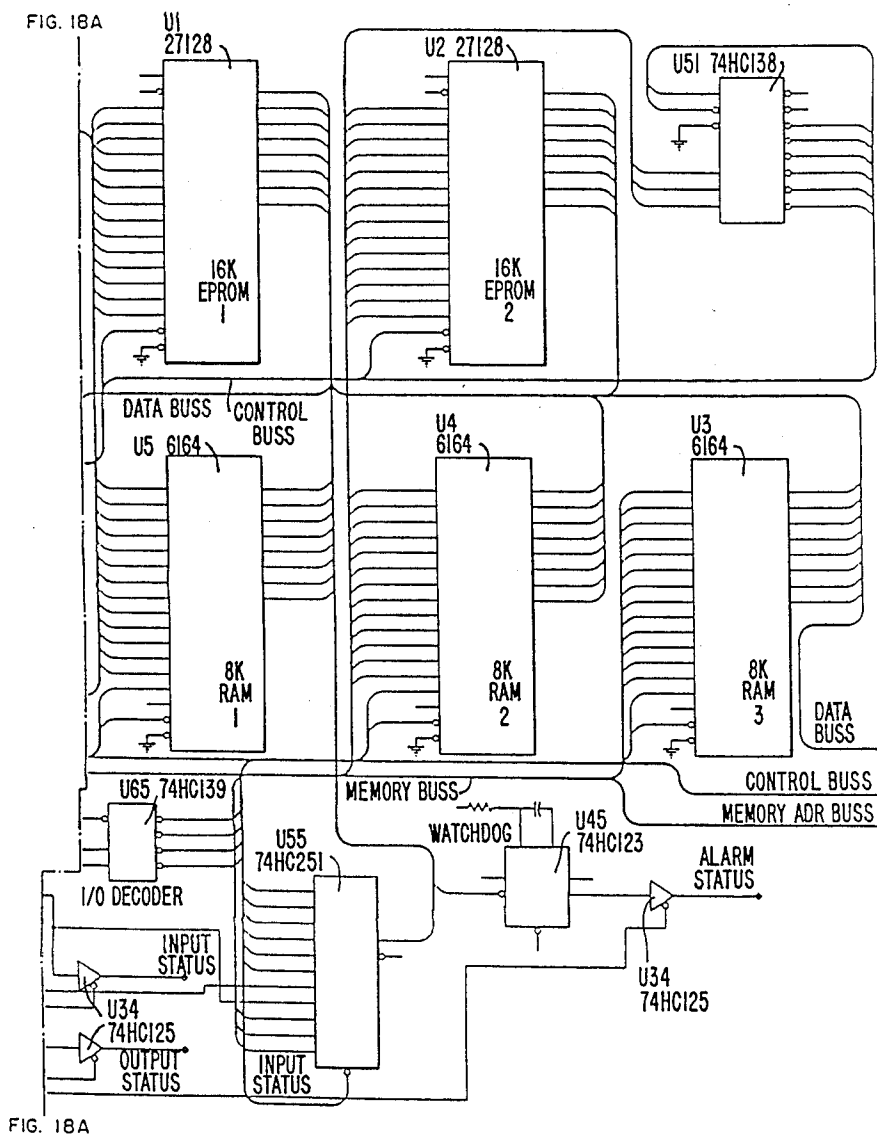 FIG. 18A
U1
27128
U2 27128
U51 74HC138
16K
EPROM
1
16K
EPROM
2
DATA BUSS
CONTROL
BUSS
U5 6164
U4
6164
U3
6164
8K
RAM
1
8K
RAM
2
8K
RAM
3
DATA
BUSS
MEMORY BUSS
CONTROL BUSS
MEMORY ADR BUSS
U65 74HC139
I/O DECODER
U55
74HC251
WATCHDOG
U45
74HC123
ALARM
STATUS
INPUT
STATUS
U34
74HC125
OUTPUT
STATUS
INPUT
STATUS
U34
74HC125
FIG. 18A